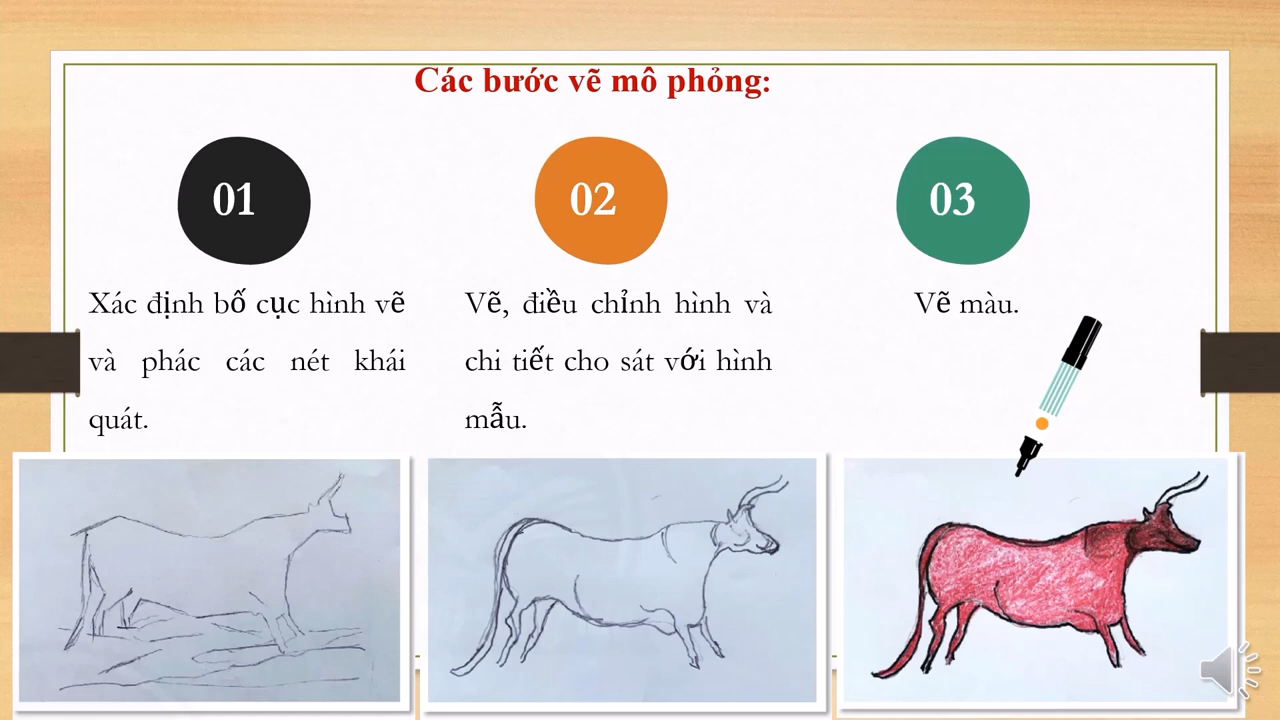 Các bước vẽ mô phỏng:
01
Xác định bố cục hình vẽ
và phác các nét khái
quát.
02
Vẽ, điều chỉnh hình và
chi tiết cho sát với hình
mẫu.
03
Vẽ màu.